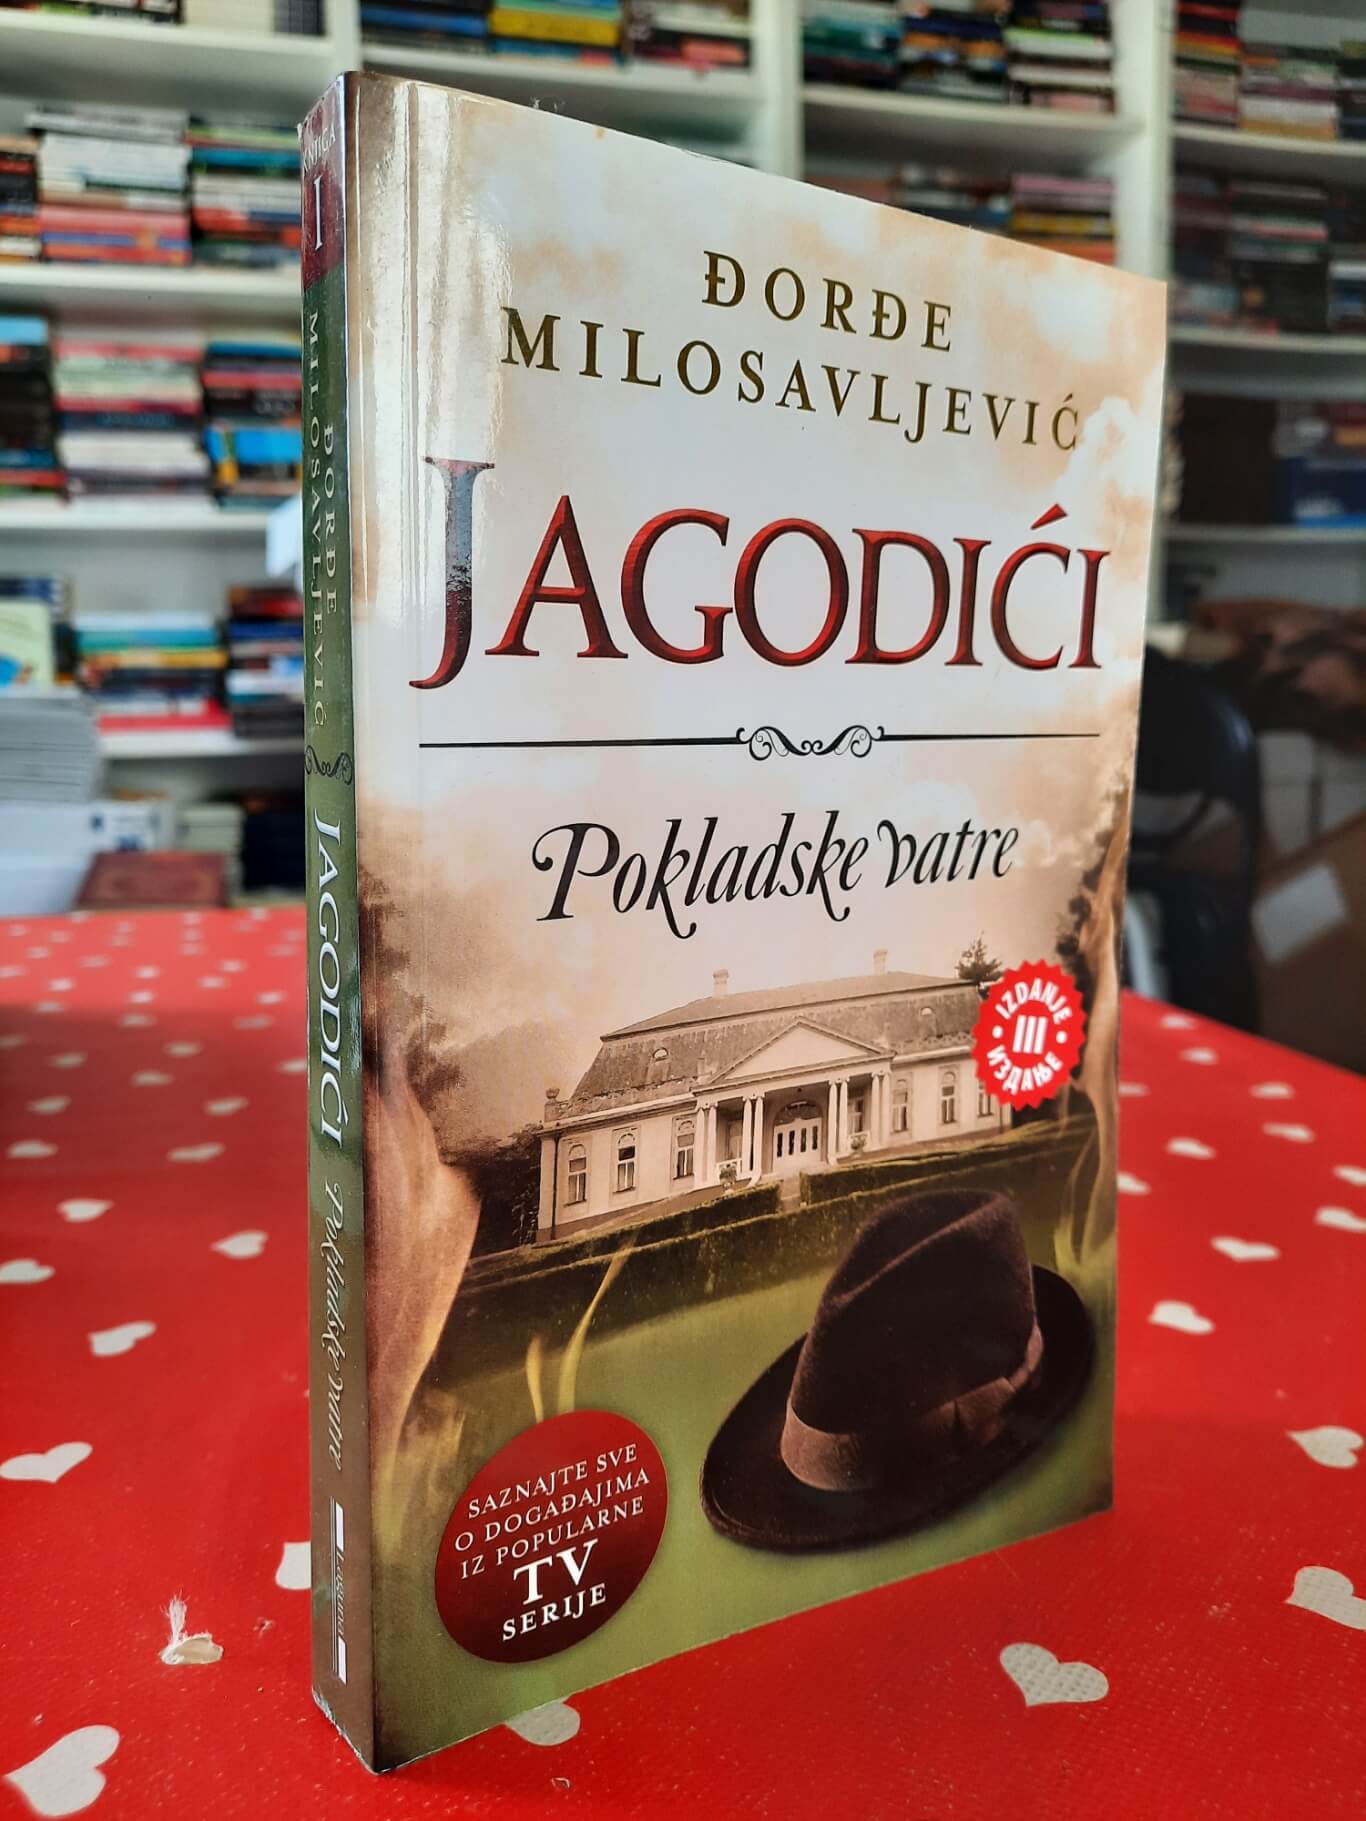 KNJIGA
I
ĐORĐE
MILOSAVLJEVIĆ
JAGODIĆI
Pokladske vatre
Laguna
ĐORĐE
MILOSAVLJEVIĆ
JAGODIĆI
Pokladske vatre
IZDANJE
III
ИЗДАЊЕ
SAZNAJTE SVE
O DOGAĐAJIMA
IZ POPULARNE
TV
SERIJE